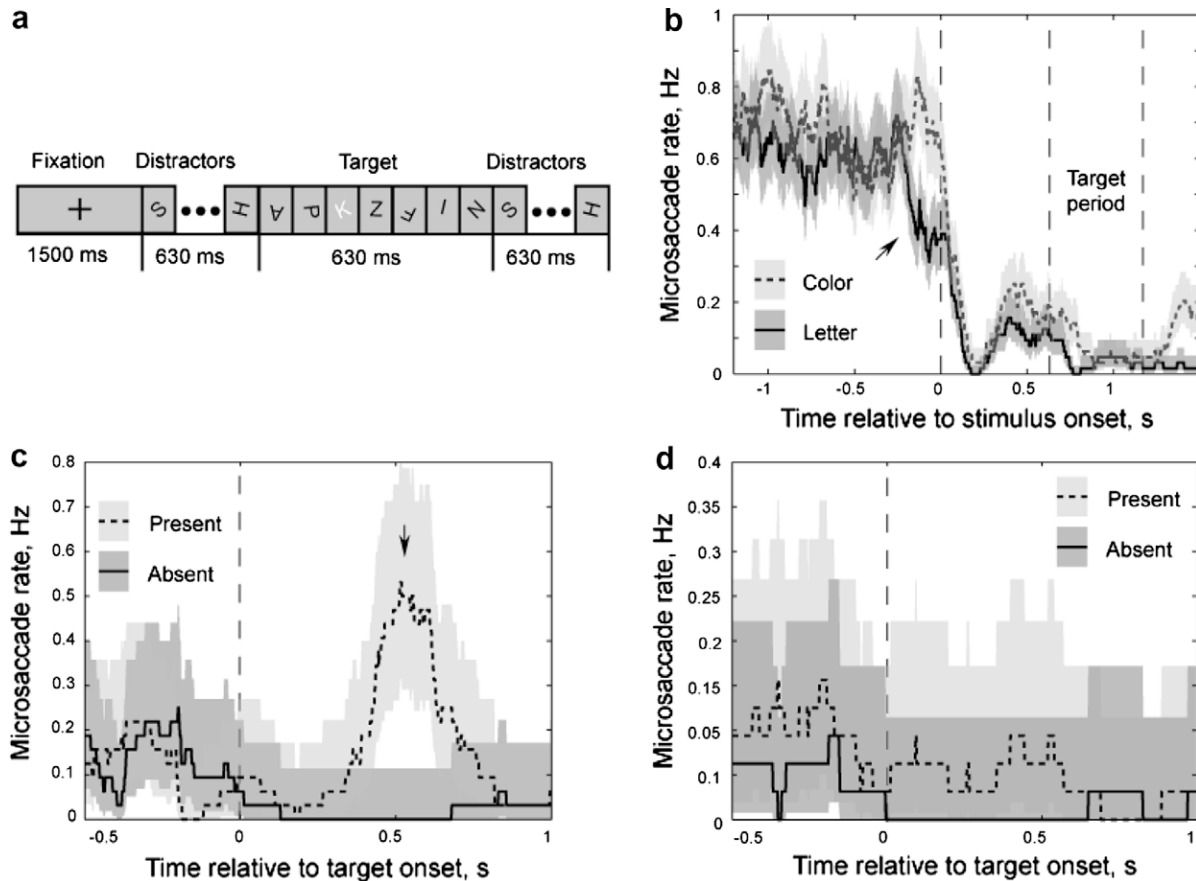 a
Fixation Distractors Target Distractors
+ S ••• H A P K Z F I N S ••• H
1500 ms 630 ms 630 ms 630 ms
b
Microsaccade rate, Hz
1
0.8
0.6
0.4
0.2
0
Target
period
Color
Letter
-1 -0.5 0 0.5 1
Time relative to stimulus onset, s
c
Microsaccade rate, Hz
0.8
0.7
0.6
0.5
0.4
0.3
0.2
0.1
0
Present
Absent
-0.5 0 0.5 1
Time relative to target onset, s
d
Microsaccade rate, Hz
0.4
0.35
0.3
0.25
0.2
0.15
0.05
0.1
0
Present
Absent
-0.5 0 0.5 1
Time relative to target onset, s